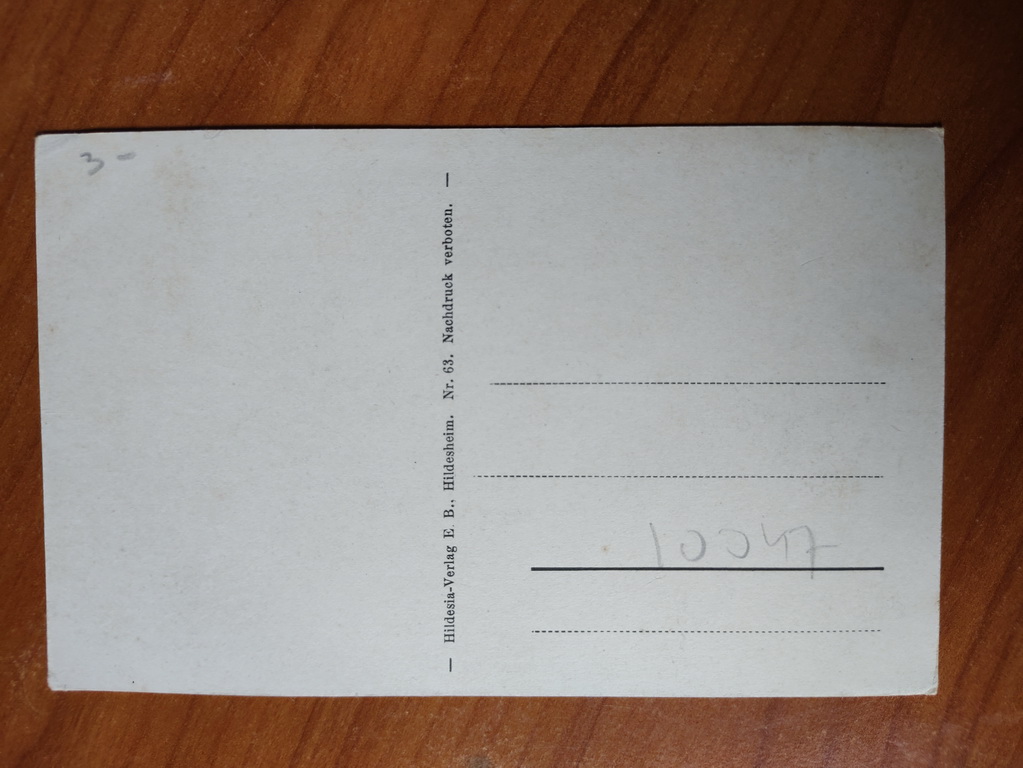 3 -
— Hildesia-Verlag E. B., Hildesheim. Nr. 63. Nachdruck verboten. —
10047